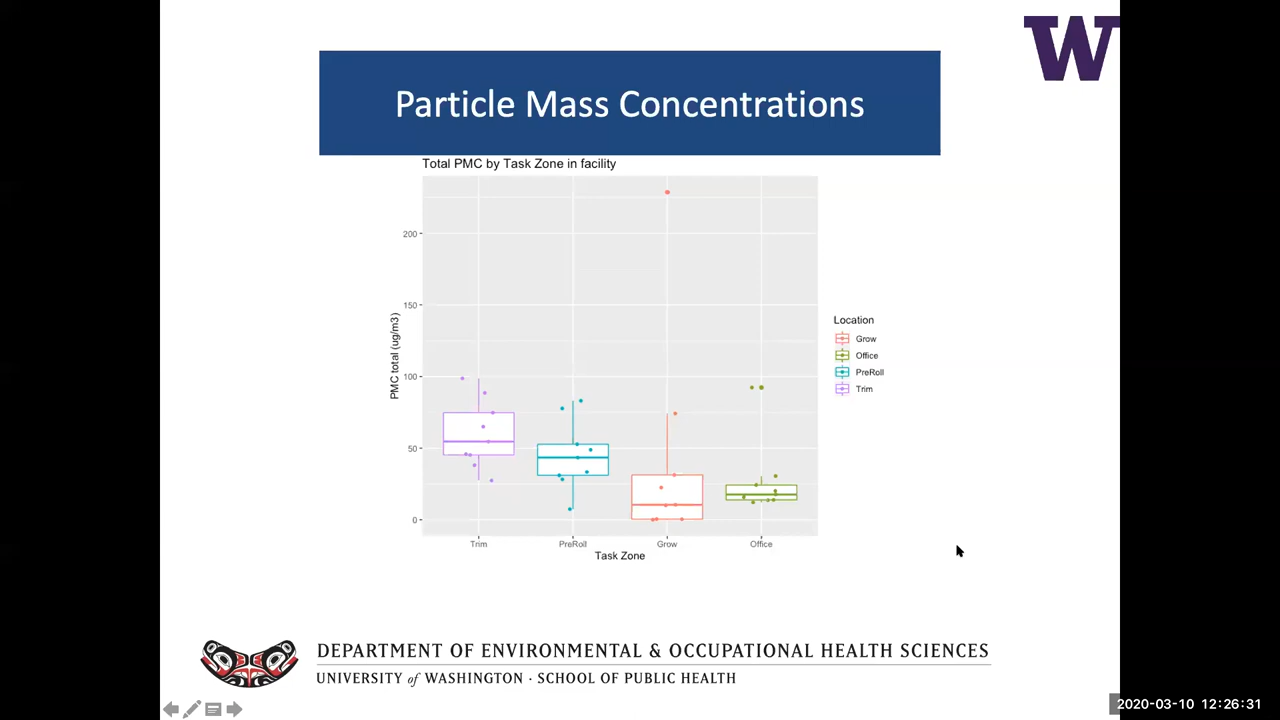 W
Particle Mass Concentrations
Total PMC by Task Zone in facility
PMC total (ug/m3)
200
150
100
50
0
Trim PreRoll Grow Office
Task Zone
Location
Grow
Office
PreRoll
Trim
DEPARTMENT OF ENVIRONMENTAL & OCCUPATIONAL HEALTH SCIENCES
UNIVERSITY of WASHINGTON · SCHOOL OF PUBLIC HEALTH
2020-03-10 12:26:31